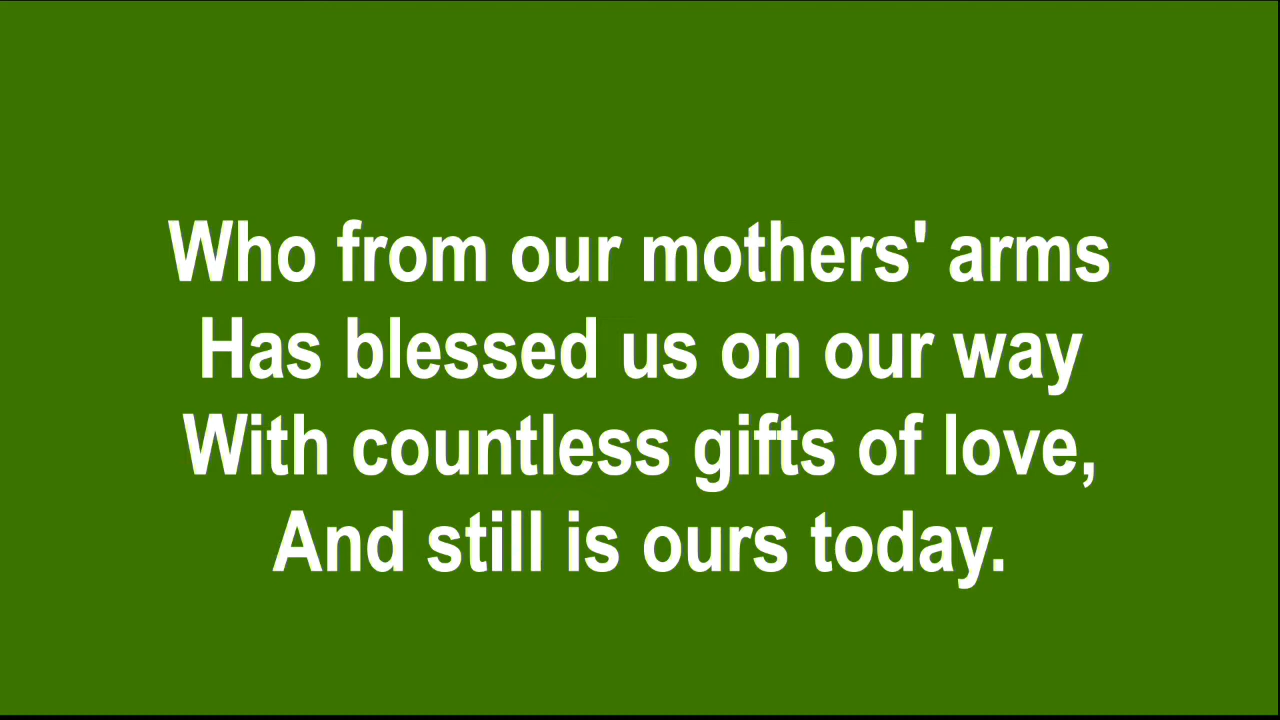 Who from our mothers' arms
Has blessed us on our way
With countless gifts of love,
And still is ours today.